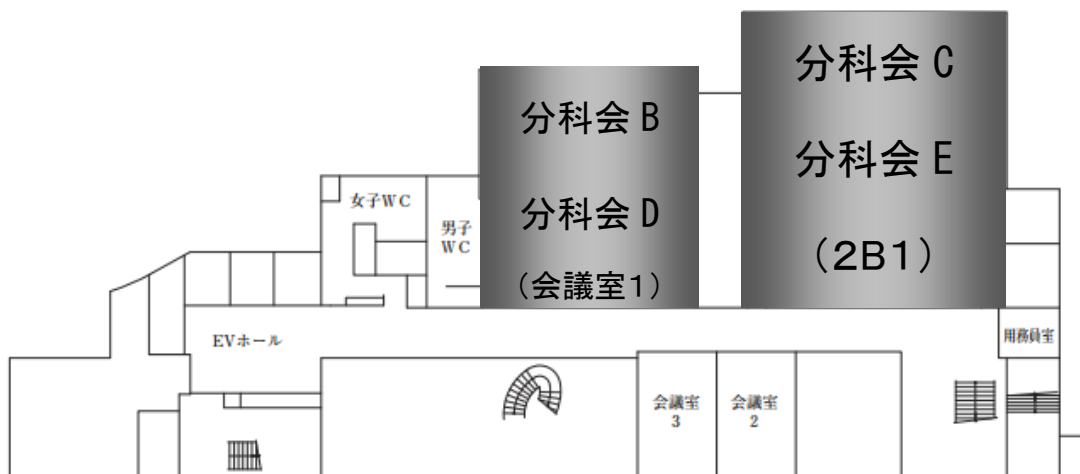 分科会 C
分科会 B
分科会 E
女子WC
分科会 D
男子
WC
（2B1）
（会議室1）
EVホール
用務員室
会議室
3
会議室
2